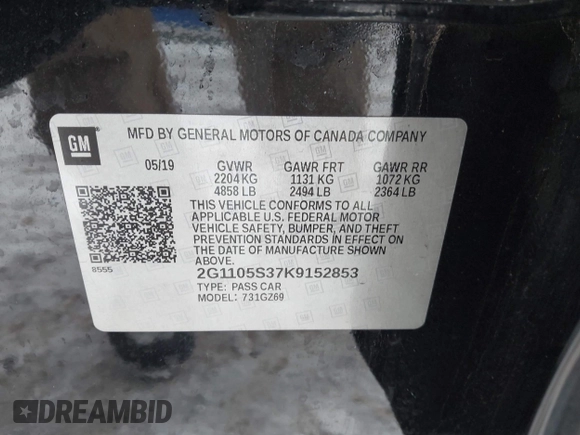 GM
MFD BY GENERAL MOTORS OF CANADA COMPANY
05/19 GVWR GAWR FRT GAWR RR
2204 KG 1131 KG 1072 KG
4858 LB 2494 LB 2364 LB
THIS VEHICLE CONFORMS TO ALL
APPLICABLE U.S. FEDERAL MOTOR
VEHICLE SAFETY, BUMPER, AND THEFT
PREVENTION STANDARDS IN EFFECT ON
THE DATE OF MANUFACTURE SHOWN
ABOVE.
8555
2G1105S37K9152853
TYPE: PASS CAR
MODEL: 731GZ69
DREAMBID